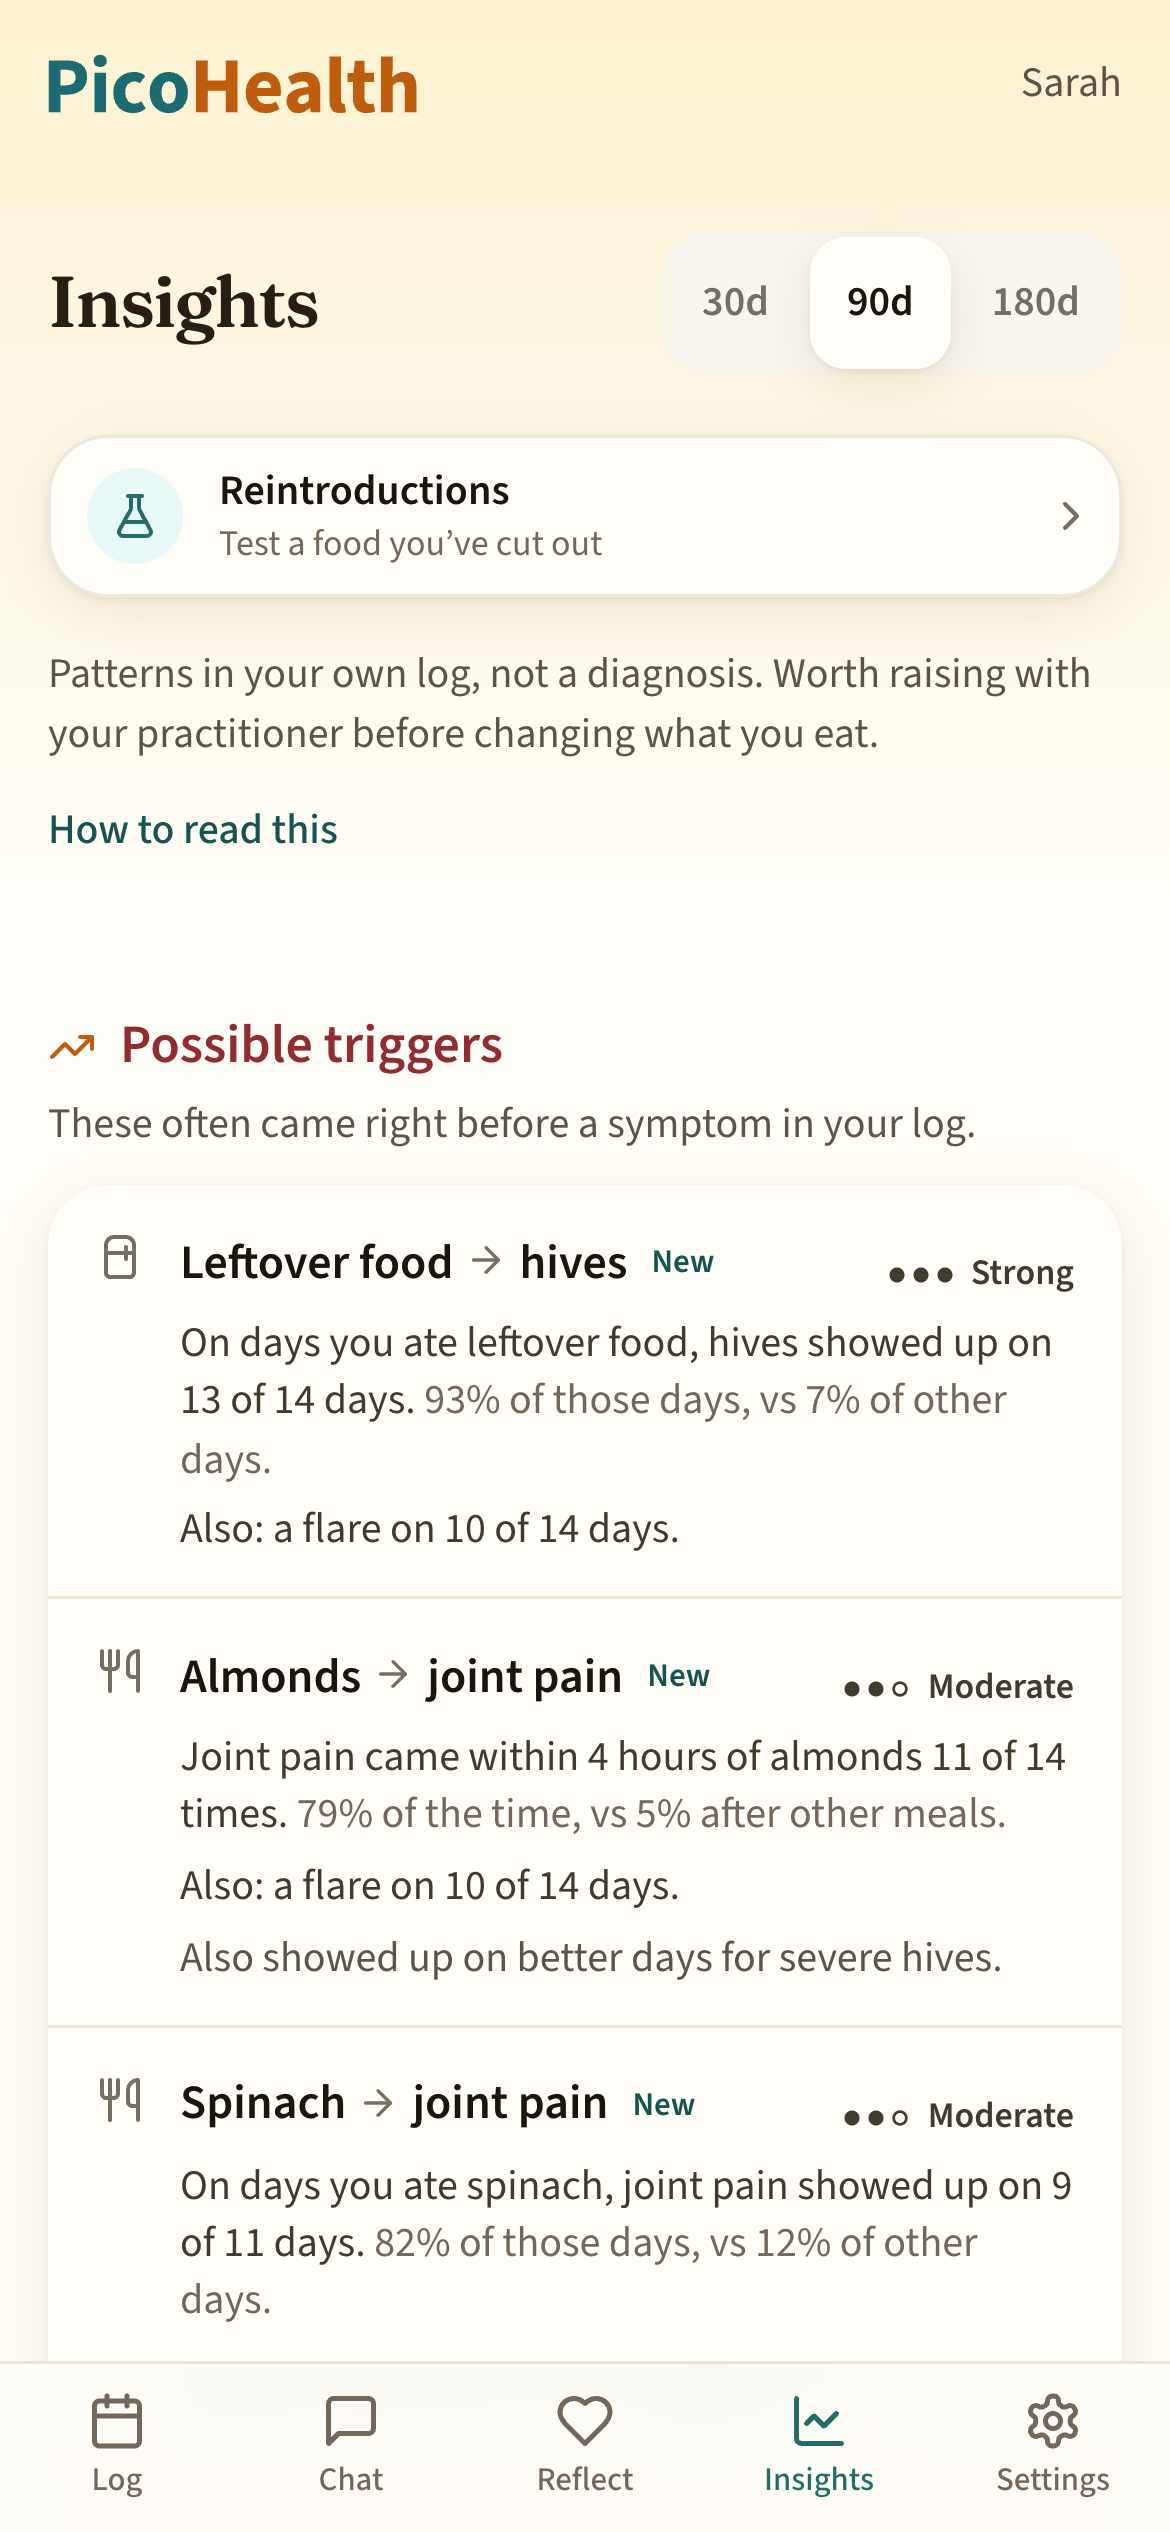 PicoHealth
Sarah
Insights
30d 90d 180d
Reintroductions
Test a food you’ve cut out
Patterns in your own log, not a diagnosis. Worth raising with
your practitioner before changing what you eat.
How to read this
Possible triggers
These often came right before a symptom in your log.
Leftover food → hives New ●●● Strong
On days you ate leftover food, hives showed up on
13 of 14 days. 93% of those days, vs 7% of other
days.
Also: a flare on 10 of 14 days.
Almonds → joint pain New ●●○ Moderate
Joint pain came within 4 hours of almonds 11 of 14
times. 79% of the time, vs 5% after other meals.
Also: a flare on 10 of 14 days.
Also showed up on better days for severe hives.
Spinach → joint pain New ●●○ Moderate
On days you ate spinach, joint pain showed up on 9
of 11 days. 82% of those days, vs 12% of other
days.
Log Chat Reflect Insights Settings